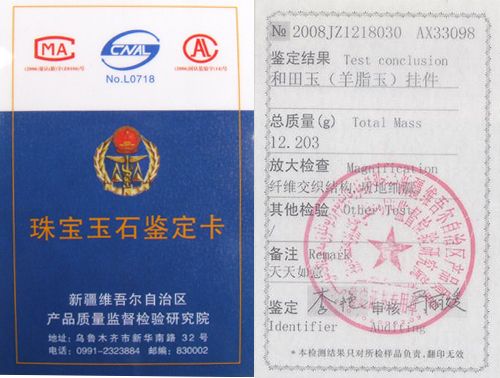 MA
CNAL
AL
No.L0718
珠宝玉石鉴定卡
新疆维吾尔自治区
产品质量监督检验研究院
地址:乌鲁木齐市新华南路 32 号
电话:0991-2323884 邮编:830002
№ 2008JZ1218030 AX33098
鉴定结果 Test conclusion
和田玉(羊脂玉)挂件
总质量(g) Total Mass
12.203
放大检查 Magnification
纤维交织结构,质地细腻
其他检验 Other Test
/
备注 Remark
天天如意
鉴定 审核
Identifier Auditing
*本检测结果只对所检样品负责,翻印无效